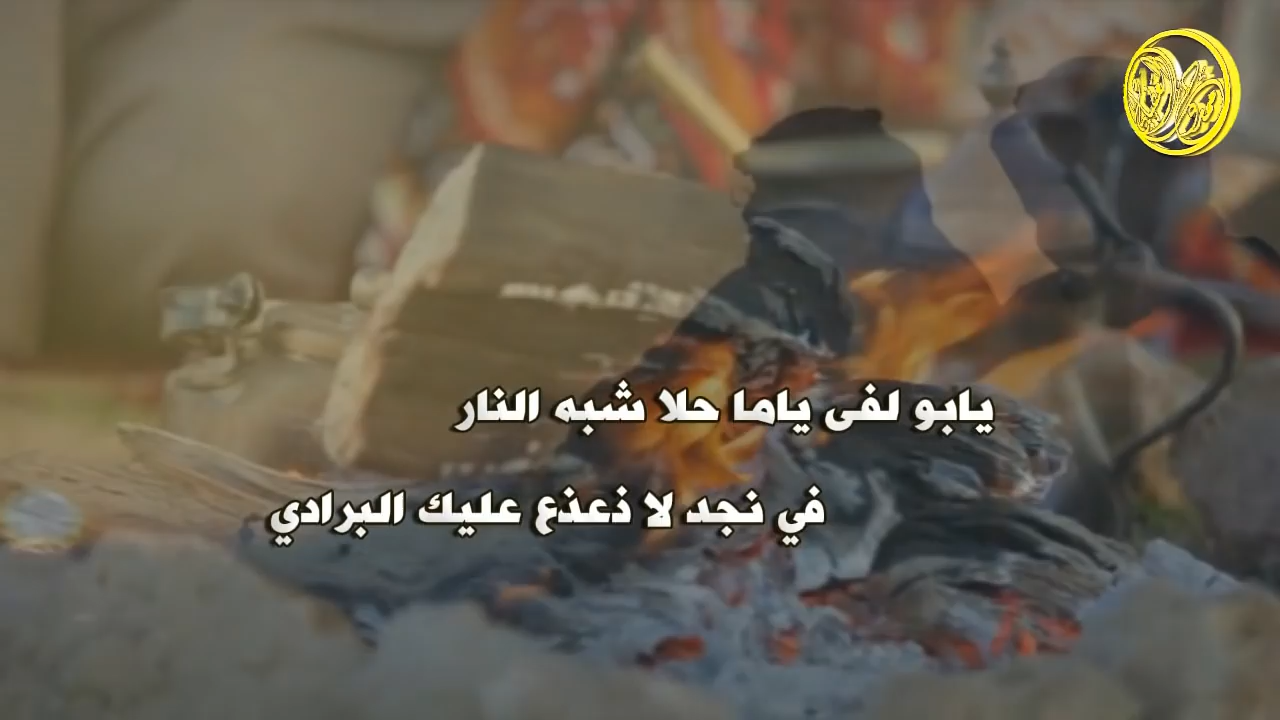 يابو لفى ياما حلا شبه النار
في نجد لا ذعذع عليك البرادي